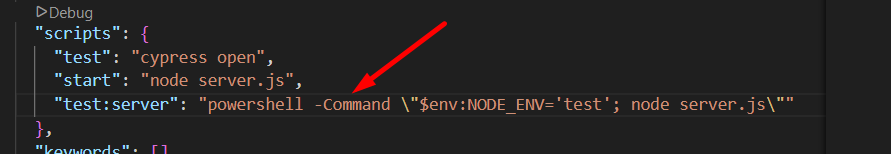 Debug
"scripts": {
"test": "cypress open",
"start": "node server.js",
"test:server": "powershell -Command \"$env:NODE_ENV='test'; node server.js\""
},
"keywords": []